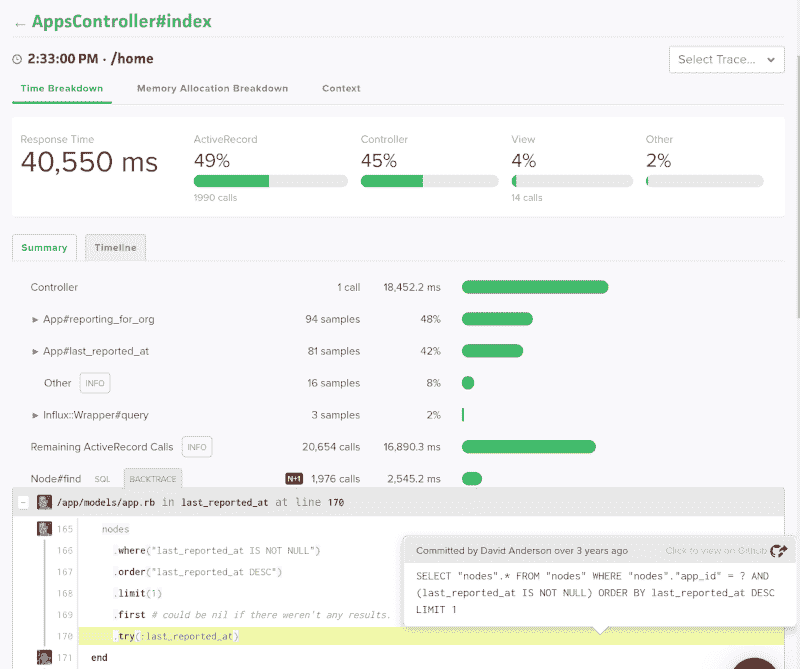 ← AppsController#index
2:33:00 PM · /home
Select Trace...
Time Breakdown Memory Allocation Breakdown Context
Response Time
40,550 ms
ActiveRecord
49%
1990 calls
Controller
45%
View
4%
14 calls
Other
2%
Summary Timeline
Controller 1 call 18,452.2 ms
► App#reporting_for_org 94 samples 48%
► App#last_reported_at 81 samples 42%
Other INFO 16 samples 8%
► Influx::Wrapper#query 3 samples 2%
Remaining ActiveRecord Calls INFO 20,654 calls 16,890.3 ms
Node#find SQL BACKTRACE N+1 1,976 calls 2,545.2 ms
/app/models/app.rb in last_reported_at at line 170
165 nodes
166 .where("last_reported_at IS NOT NULL")
167 .order("last_reported_at DESC")
168 .limit(1)
169 .first # could be nil if there weren't any results.
170 .try(:last_reported_at)
171 end
Committed by David Anderson over 3 years ago Click to view on Github
SELECT "nodes".* FROM "nodes" WHERE "nodes"."app_id" = ? AND
(last_reported_at IS NOT NULL) ORDER BY last_reported_at DESC
LIMIT 1